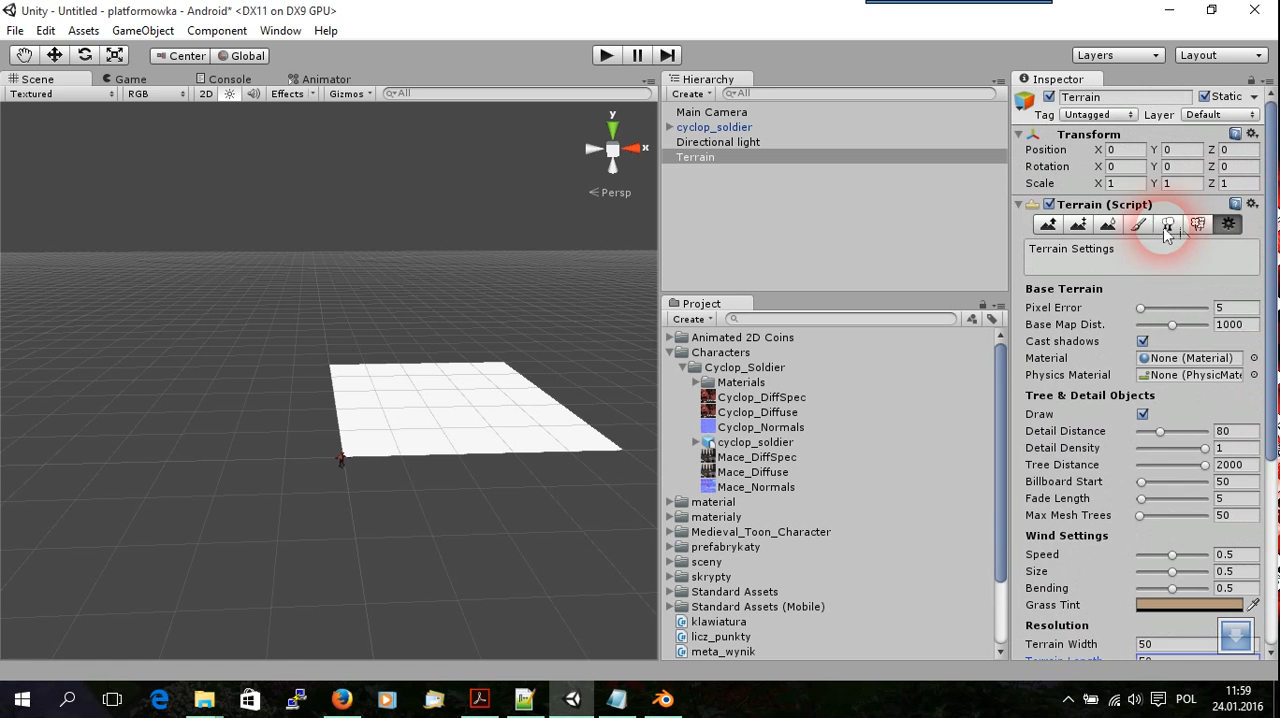 Unity - Untitled - platformowka - Android* <DX11 on DX9 GPU>
File Edit Assets GameObject Component Window Help
Center Global Layers Layout
Scene Game Console Animator
Textured RGB 2D Effects Gizmos All
y
x
Persp
Hierarchy
Create All
Main Camera
cyclop_soldier
Directional light
Terrain
Project
Create
Animated 2D Coins
Characters
Cyclop_Soldier
Materials
Cyclop_DiffSpec
Cyclop_Diffuse
Cyclop_Normals
cyclop_soldier
Mace_DiffSpec
Mace_Diffuse
Mace_Normals
material
materialy
Medieval_Toon_Character
prefabrykaty
sceny
skrypty
Standard Assets
Standard Assets (Mobile)
klawiatura
licz_punkty
meta_wynik
Inspector
Terrain Static
Tag Untagged Layer Default
Transform
Position X 0 Y 0 Z 0
Rotation X 0 Y 0 Z 0
Scale X 1 Y 1 Z 1
Terrain (Script)
Terrain Settings
Base Terrain
Pixel Error 5
Base Map Dist. 1000
Cast shadows
Material None (Material)
Physics Material None (PhysicMate
Tree & Detail Objects
Draw
Detail Distance 80
Detail Density 1
Tree Distance 2000
Billboard Start 50
Fade Length 5
Max Mesh Trees 50
Wind Settings
Speed 0.5
Size 0.5
Bending 0.5
Grass Tint
Resolution
Terrain Width 50
Terrain Length 50
POL
11:59
24.01.2016